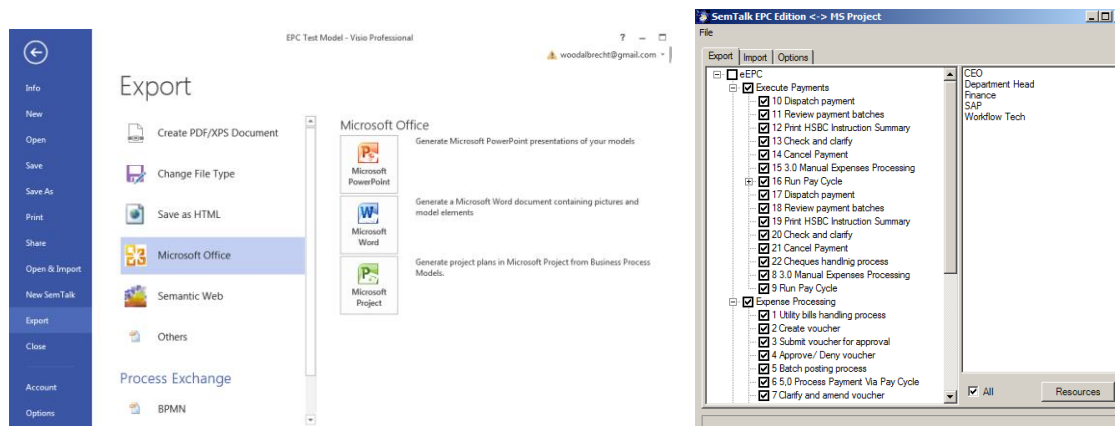 EPC Test Model - Visio Professional
?
woodalbrecht@gmail.com
Info
New
Open
Save
Save As
Print
Share
Open & Import
New SemTalk
Export
Close
Account
Options
Export
Create PDF/XPS Document
Change File Type
Save as HTML
Microsoft Office
Semantic Web
Others
Process Exchange
BPMN
Microsoft Office
Microsoft
PowerPoint
Generate Microsoft PowerPoint presentations of your models
Microsoft
Word
Generate a Microsoft Word document containing pictures and
model elements
Microsoft
Project
Generate project plans in Microsoft Project from Business Process
Models.
SemTalk EPC Edition <-> MS Project
File
Export Import Options
eEPC
Execute Payments
10 Dispatch payment
11 Review payment batches
12 Print HSBC Instruction Summary
13 Check and clarify
14 Cancel Payment
15 3.0 Manual Expenses Processing
16 Run Pay Cycle
17 Dispatch payment
18 Review payment batches
19 Print HSBC Instruction Summary
20 Check and clarify
21 Cancel Payment
22 Cheques handlnig process
8 3.0 Manual Expenses Processing
9 Run Pay Cycle
Expense Processing
1 Utility bills handling process
2 Create voucher
3 Submit voucher for approval
4 Approve/ Deny voucher
5 Batch posting process
6 5,0 Process Payment Via Pay Cycle
7 Clarify and amend voucher
CEO
Department Head
Finance
SAP
Workflow Tech
All
Resources